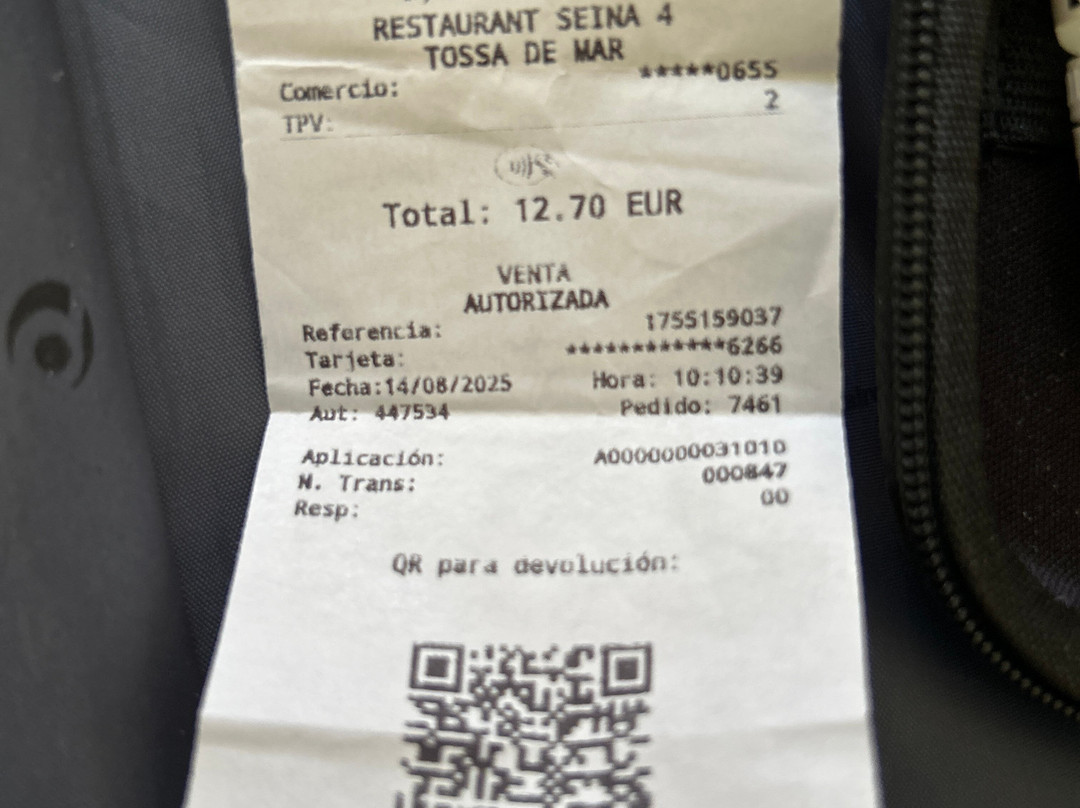 RESTAURANT SEINA 4
TOSSA DE MAR
Comercio: *****0655
TPV: 2
Total: 12.70 EUR
VENTA
AUTORIZADA
Referencia: 1755159037
Tarjeta: ************6266
Fecha:14/08/2025 Hora: 10:10:39
Aut: 447534 Pedido: 7461
Aplicación: A0000000031010
N. Trans: 000847
Resp: 00
QR para devolución: